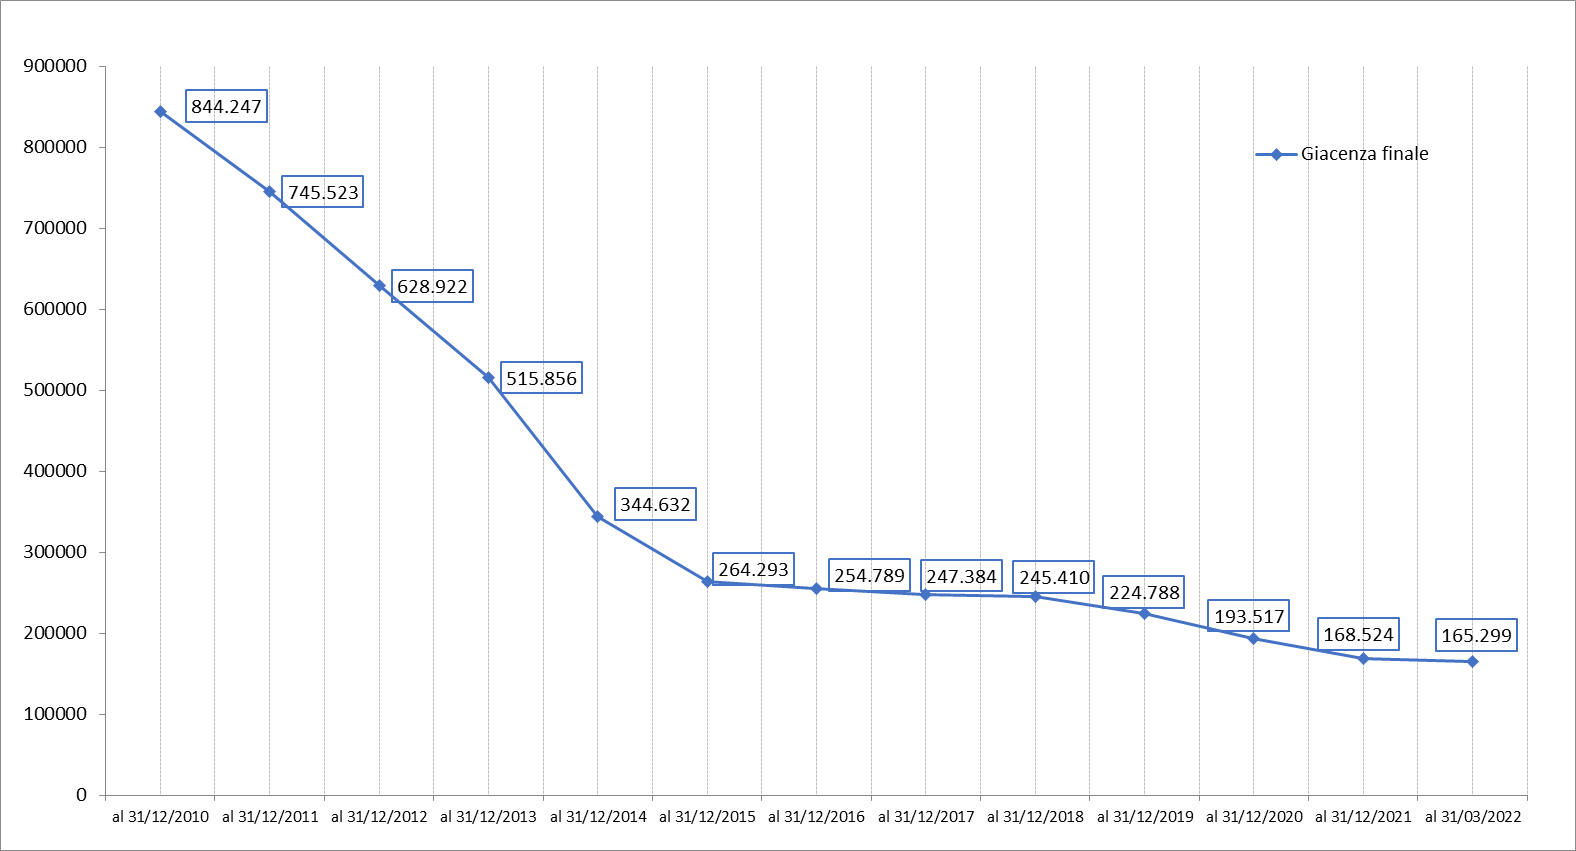 900000
800000
700000
600000
500000
400000
300000
200000
100000
0
844.247
745.523
628.922
515.856
344.632
264.293
254.789
247.384
245.410
224.788
193.517
168.524
165.299
Giacenza finale
al 31/12/2010
al 31/12/2011
al 31/12/2012
al 31/12/2013
al 31/12/2014
al 31/12/2015
al 31/12/2016
al 31/12/2017
al 31/12/2018
al 31/12/2019
al 31/12/2020
al 31/12/2021
al 31/03/2022